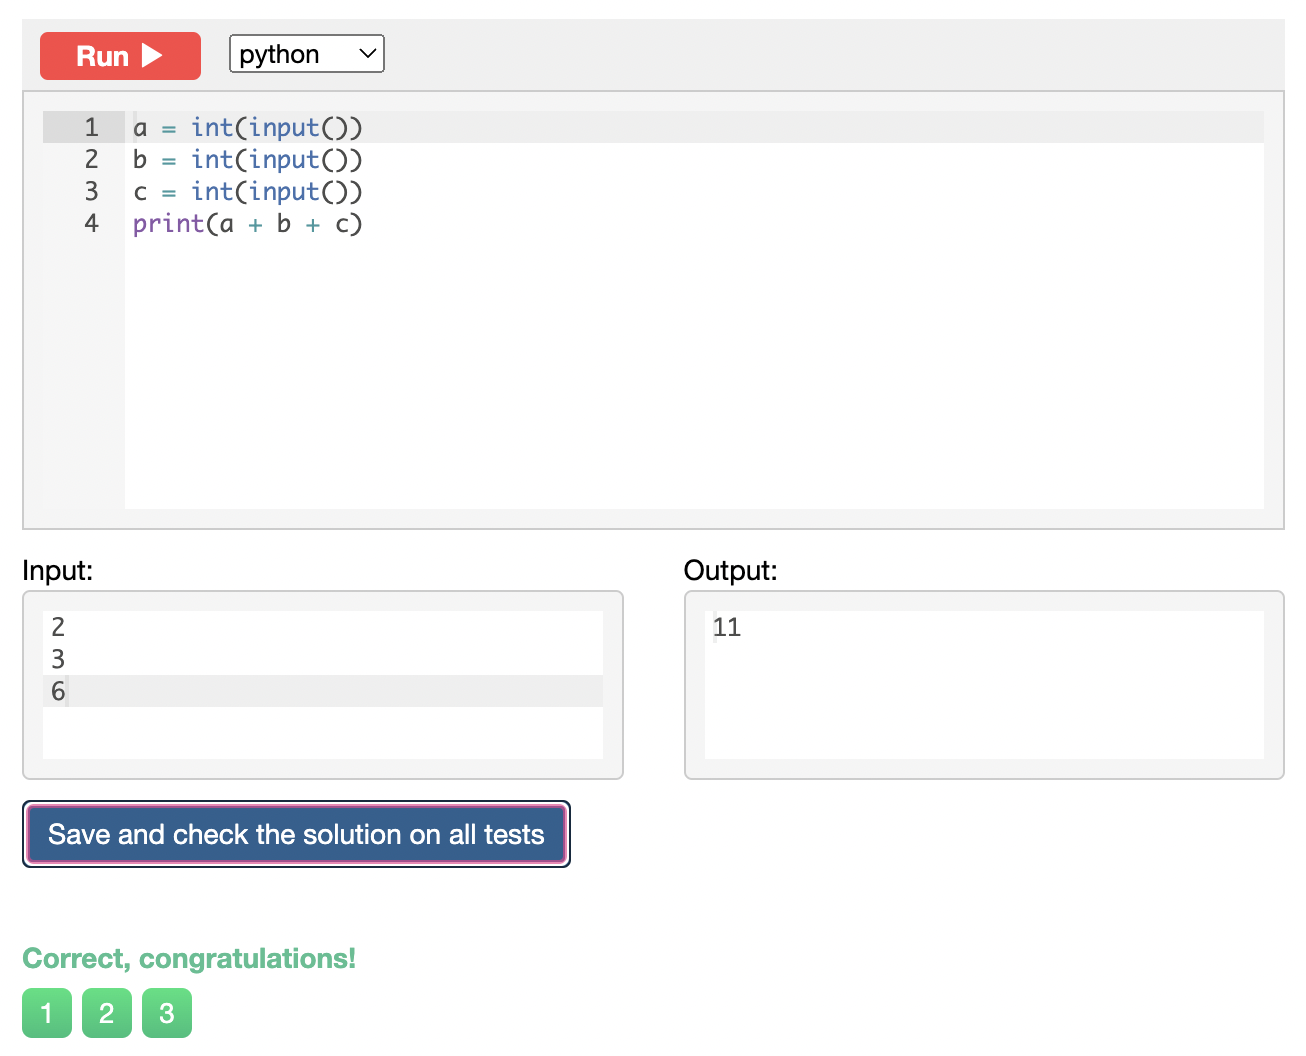 Run
python
1 a = int(input())
2 b = int(input())
3 c = int(input())
4 print(a + b + c)
Input:
2
3
6
Output:
11
Save and check the solution on all tests
Correct, congratulations!
1 2 3